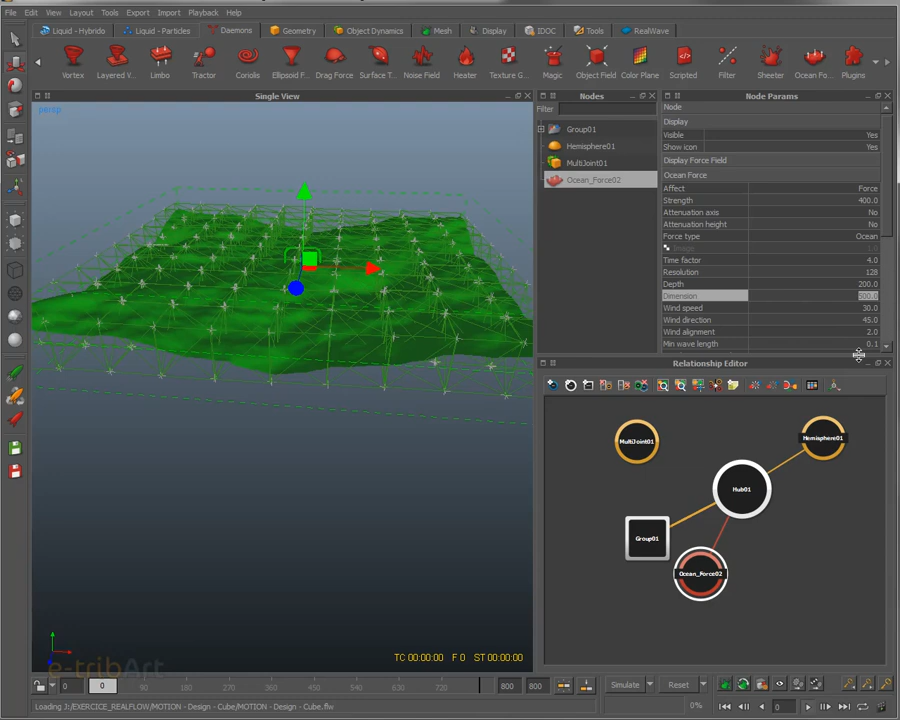 File Edit View Layout Tools Export Import Playback Help
Liquid - Hybrido Liquid - Particles Daemons Geometry Object Dynamics Mesh Display IDOC Tools RealWave
Vortex Layered V... Limbo Tractor Coriolis Ellipsoid F... Drag Force Surface T... Noise Field Heater Texture G... Magic Object Field Color Plane Scripted Filter Sheeter Ocean Fo... Plugins
Single View
persp
TC 00:00:00 F 0 ST 00:00:00
e-tribArt
Nodes
Filter
Group01
Hemisphere01
MultiJoint01
Ocean_Force02
Node Params
Node
Display
Visible Yes
Show icon Yes
Display Force Field
Ocean Force
Affect Force
Strength 400.0
Attenuation axis No
Attenuation height No
Force type Ocean
Time factor 4.0
Resolution 128
Depth 200.0
Dimension 300.0
Wind speed 30.0
Wind direction 45.0
Wind alignment 2.0
Min wave length 0.1
Relationship Editor
MultiJoint01
Hemisphere01
Hub01
Group01
Ocean_Force02
0 0 90 180 270 360 450 540 630 720 800 800 Simulate Reset
Loading J:/EXERCICE_REALFLOW/MOTION - Design - Cube/MOTION - Design - Cube.flw 0% 0